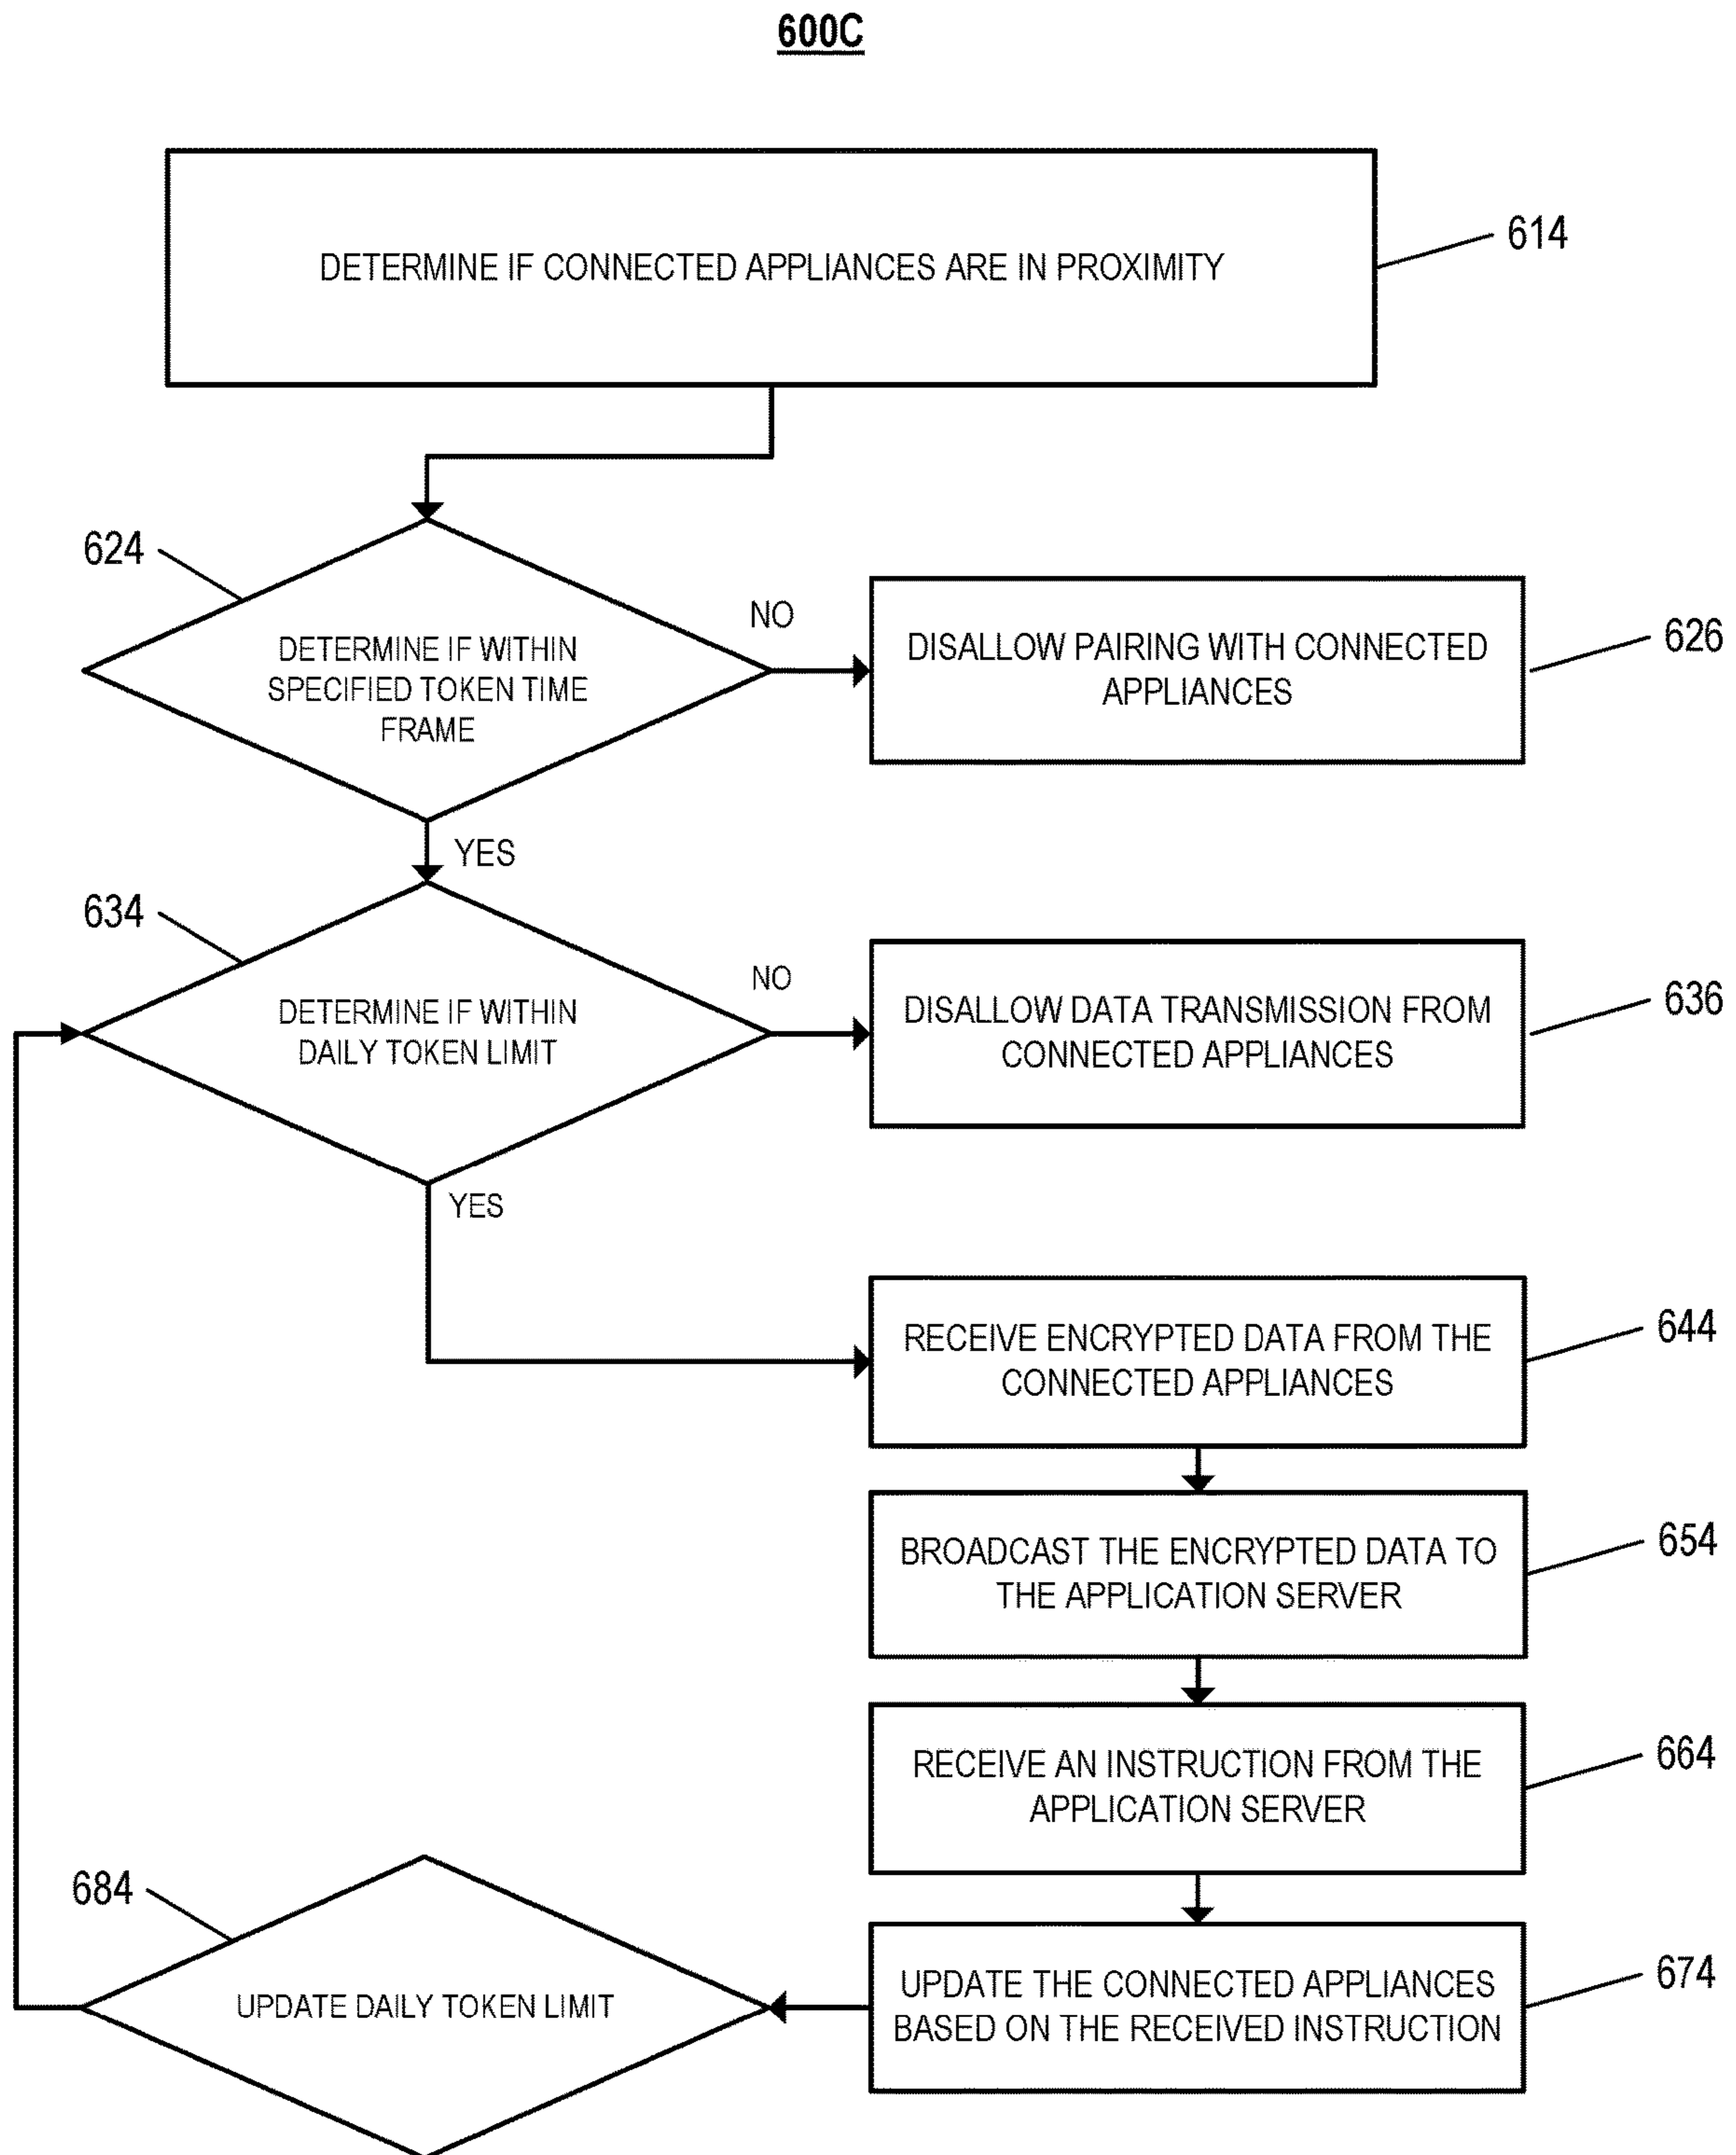 600C
DETERMINE IF CONNECTED APPLIANCES ARE IN PROXIMITY
614
624
DETERMINE IF WITHIN
SPECIFIED TOKEN TIME
FRAME
NO
DISALLOW PAIRING WITH CONNECTED
APPLIANCES
626
YES
634
DETERMINE IF WITHIN
DAILY TOKEN LIMIT
NO
DISALLOW DATA TRANSMISSION FROM
CONNECTED APPLIANCES
636
YES
RECEIVE ENCRYPTED DATA FROM THE
CONNECTED APPLIANCES
644
BROADCAST THE ENCRYPTED DATA TO
THE APPLICATION SERVER
654
RECEIVE AN INSTRUCTION FROM THE
APPLICATION SERVER
664
684
UPDATE DAILY TOKEN LIMIT
UPDATE THE CONNECTED APPLIANCES
BASED ON THE RECEIVED INSTRUCTION
674